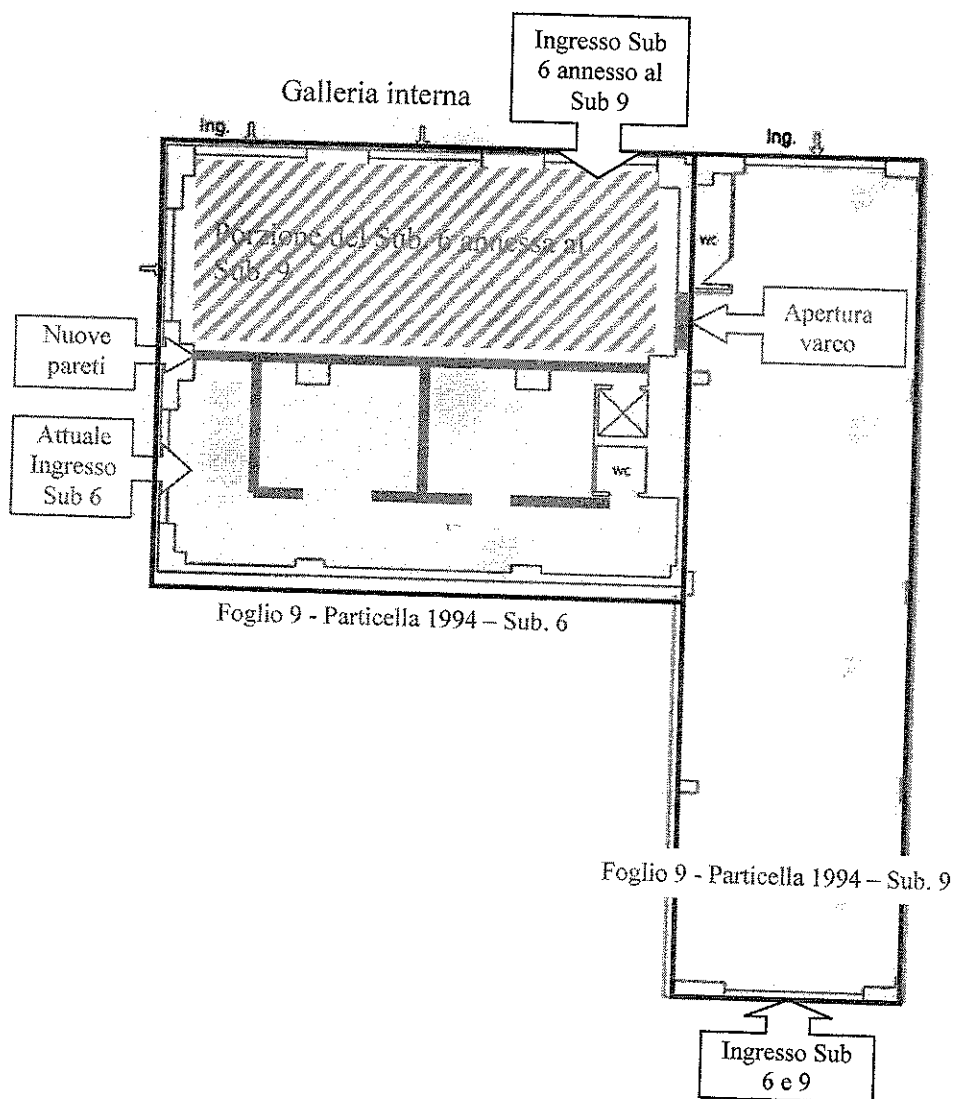 Ingresso Sub
6 annesso al
Sub 9
Galleria interna
Ing.
Ing.
Porzione del Sub. 6 annessa al
Sub. 9
wc
Apertura
varco
Nuove
pareti
Attuale
Ingresso
Sub 6
wc
Foglio 9 - Particella 1994 – Sub. 6
Foglio 9 - Particella 1994 – Sub. 9
Ingresso Sub
6 e 9